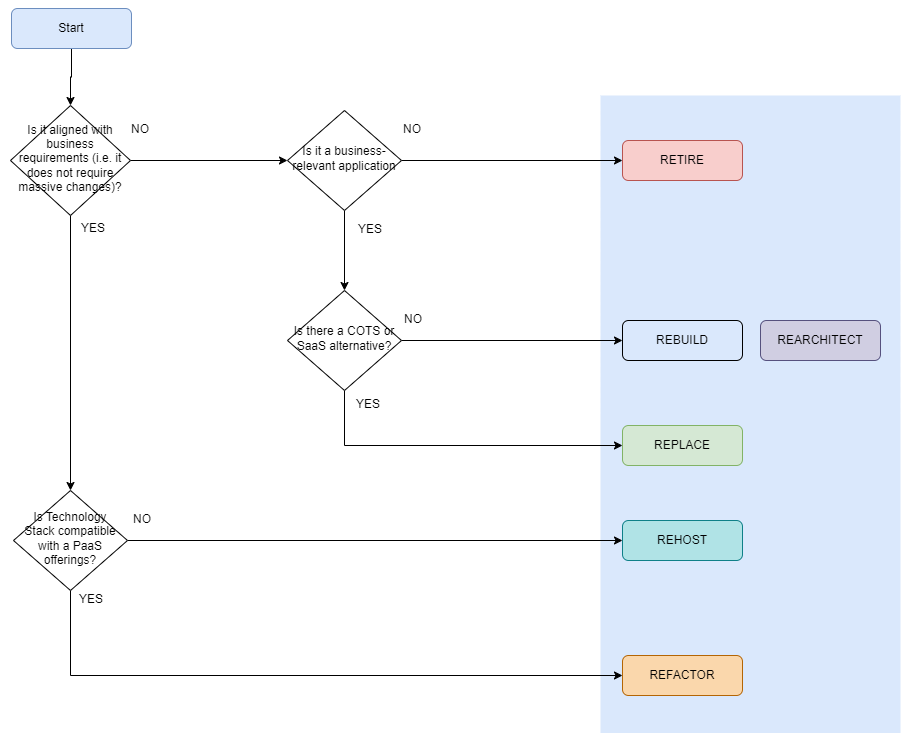 Start
Is it aligned with
business
requirements (i.e. it
does not require
massive changes)?
NO
YES
Is it a business-
relevant application
NO
YES
RETIRE
Is there a COTS or
SaaS alternative?
NO
YES
REBUILD
REARCHITECT
REPLACE
Is Technology
Stack compatible
with a PaaS
offerings?
NO
YES
REHOST
REFACTOR